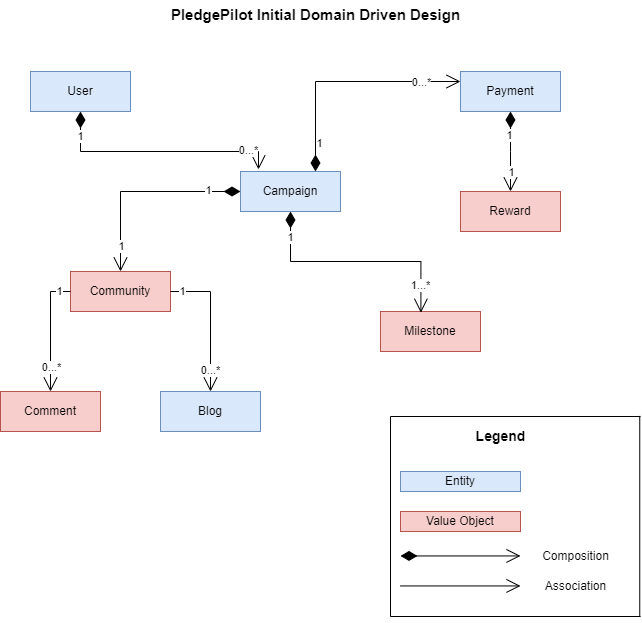 PledgePilot Initial Domain Driven Design
User
Payment
0...*
1
1
1
0...*
1
Campaign
1
1
Reward
1
1
Community
1
1
1...*
Milestone
0...*
0...*
Comment
Blog
Legend
Entity
Value Object
Composition
Association